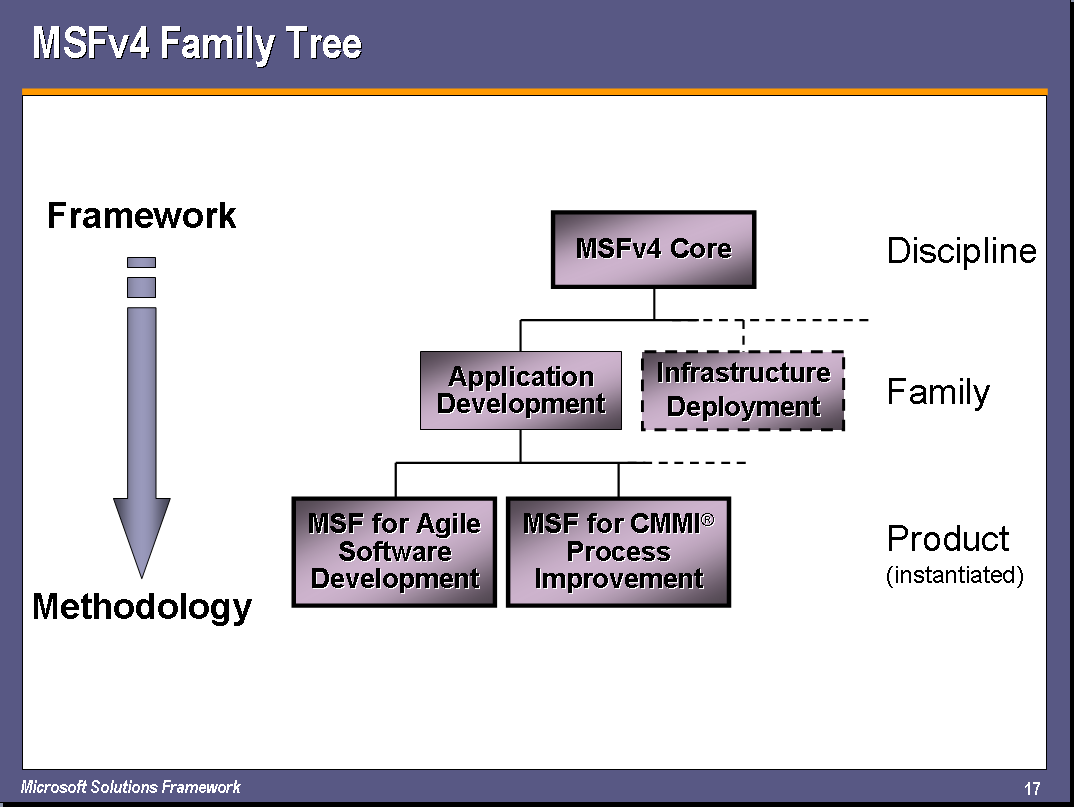 MSFv4 Family Tree
Framework
MSFv4 Core
Discipline
Application
Development
Infrastructure
Deployment
Family
MSF for Agile
Software
Development
MSF for CMMI®
Process
Improvement
Product
(instantiated)
Methodology
Microsoft Solutions Framework
17